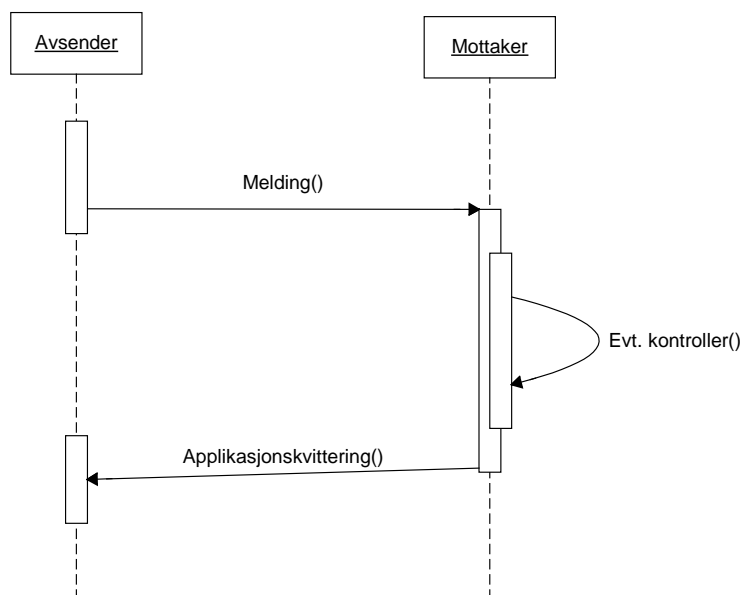 Avsender
Mottaker
Melding()
Evt. kontroller()
Applikasjonskvittering()